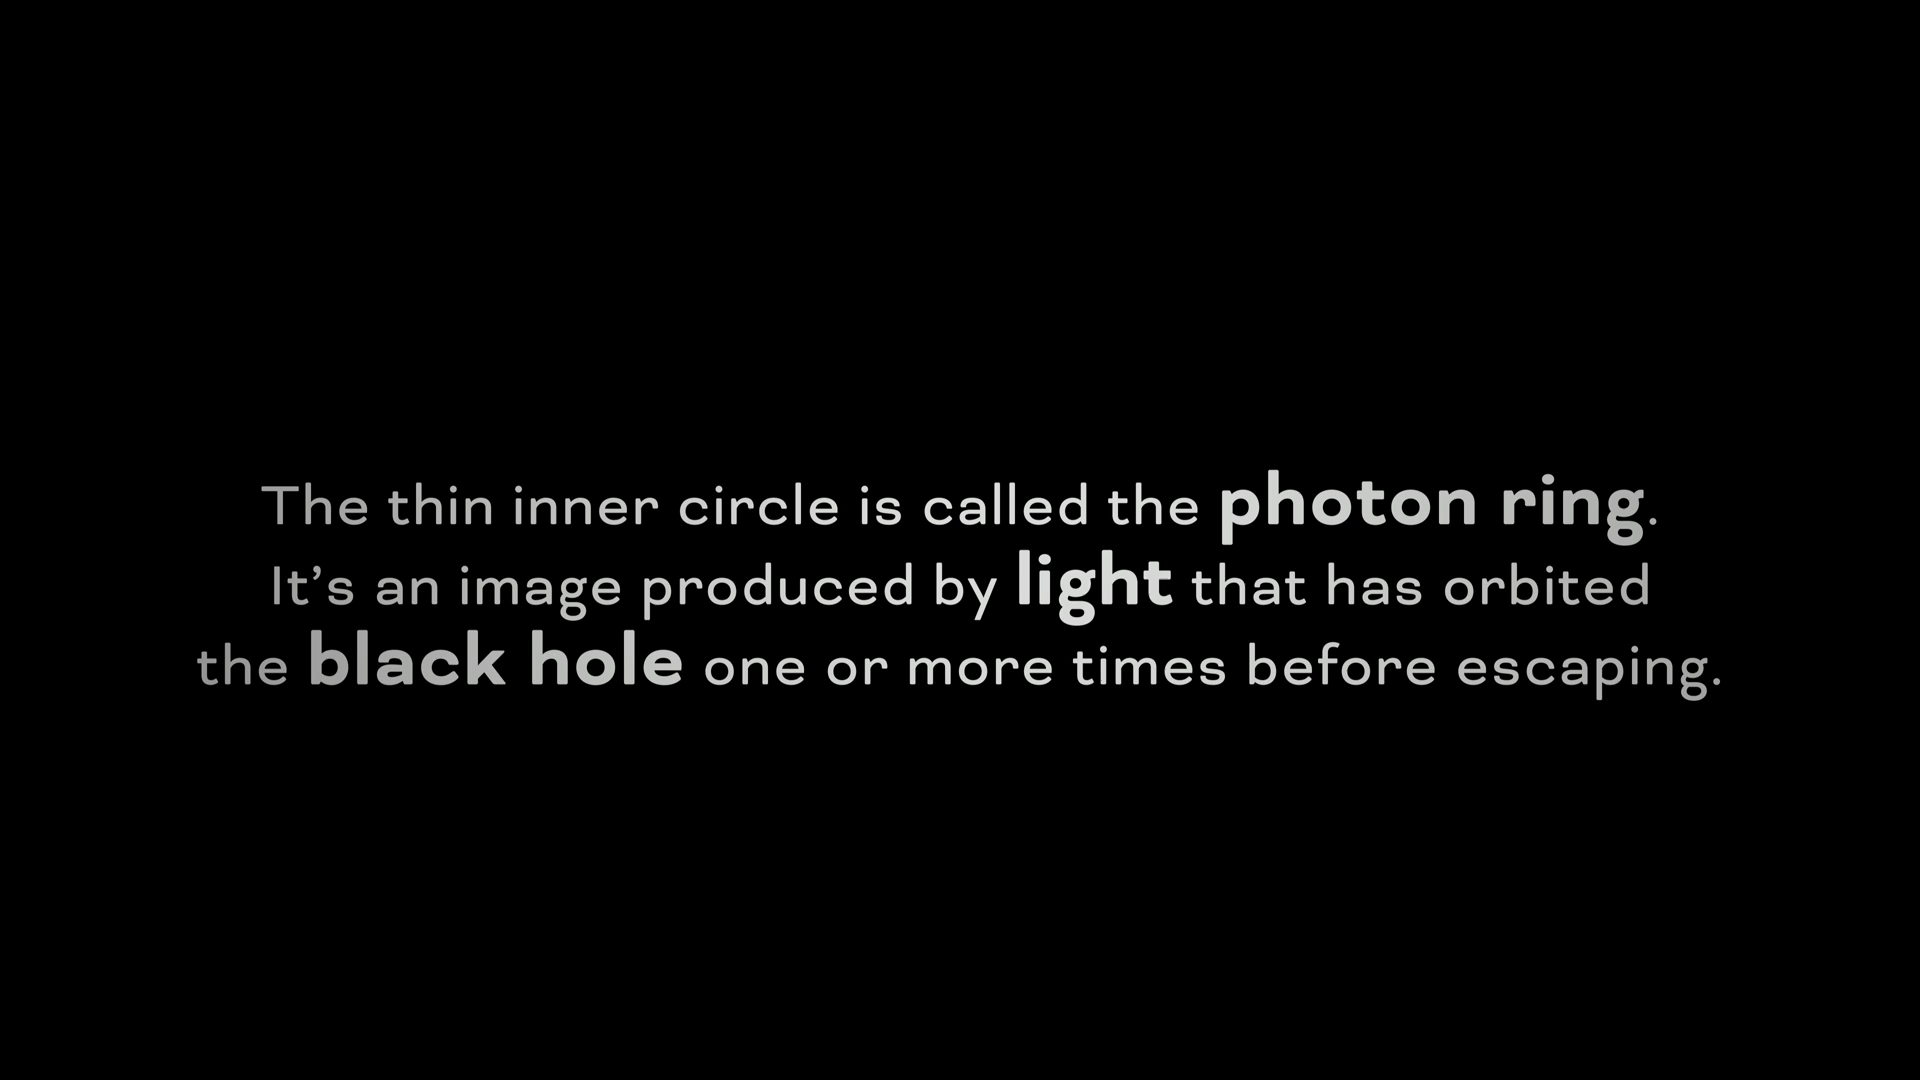 The thin inner circle is called the photon ring.
It’s an image produced by light that has orbited
the black hole one or more times before escaping.